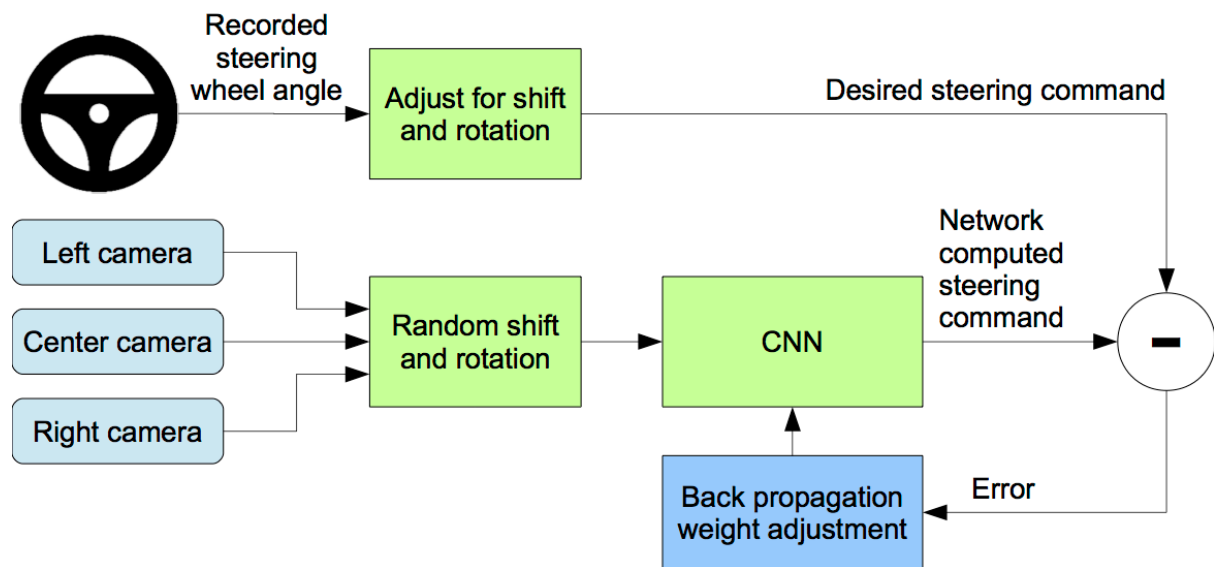 Recorded
steering
wheel angle
Adjust for shift
and rotation
Desired steering command
Left camera
Center camera
Right camera
Random shift
and rotation
CNN
Network
computed
steering
command
-
Back propagation
weight adjustment
Error